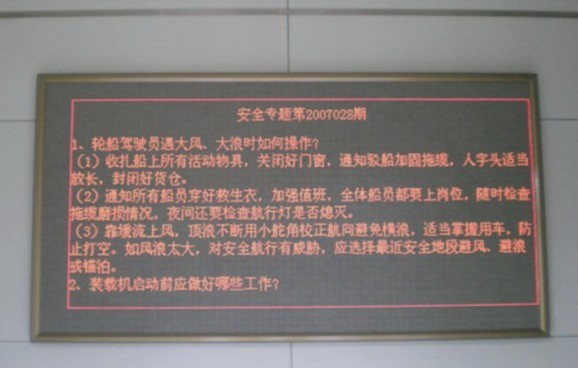 安全专题第2007028期
1、轮船驾驶员遇大风、大浪时如何操作?
(1)收扎船上所有活动物具，关闭好门窗，通知驳船加固拖缆，人字头适当
放长，封闭好货仓。
(2)通知所有船员穿好救生衣，加强值班，全体船员都要上岗位，随时检查
拖缆磨损情况，夜间还要检查航行灯是否熄灭。
(3)靠缓流上风，顶浪不断用小舵角校正航向避免横浪，适当掌握用车，防
止打空。如风浪太大，对安全航行有威胁，应选择最近安全地段避风、避浪
或锚泊。
2、装载机启动前应做好哪些工作?